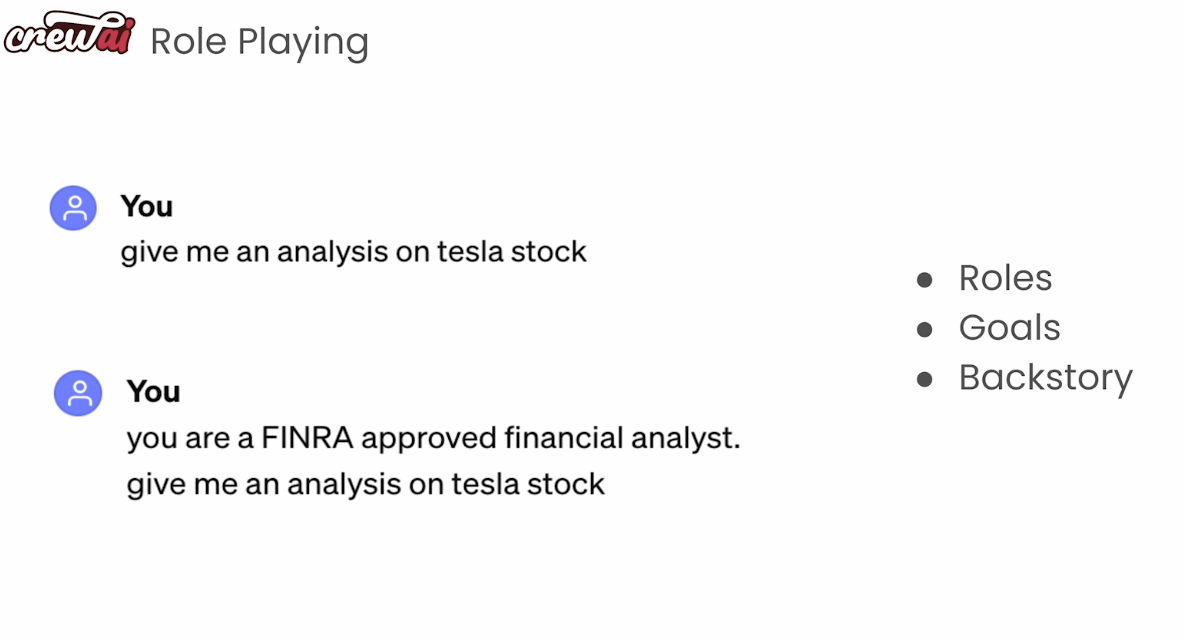 crewai Role Playing
You
give me an analysis on tesla stock
You
you are a FINRA approved financial analyst.
give me an analysis on tesla stock
● Roles
● Goals
● Backstory